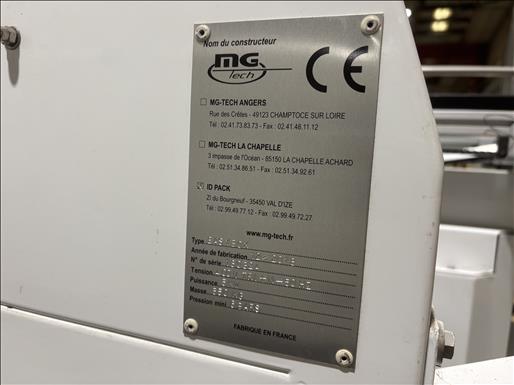 Nom du constructeur
MG
Tech
CE
MG-TECH ANGERS
Rue des Crêtes - 49123 CHAMPTOCE SUR LOIRE
Tél : 02.41.73.83.73 - Fax : 02.41.48.11.12
MG-TECH LA CHAPELLE
3 impasse de l'Océan - 85150 LA CHAPELLE ACHARD
Tél : 02.51.34.86.51 - Fax : 02.51.34.92.61
ID PACK
ZI du Bourgneuf - 35450 VAL D'IZE
Tél : 02.99.49.77.12 - Fax : 02.99.49.72.27
www.mg-tech.fr
Type
Année de fabrication
N° de série
Tension
Puissance
Masse
Pression mini
FABRIQUE EN FRANCE